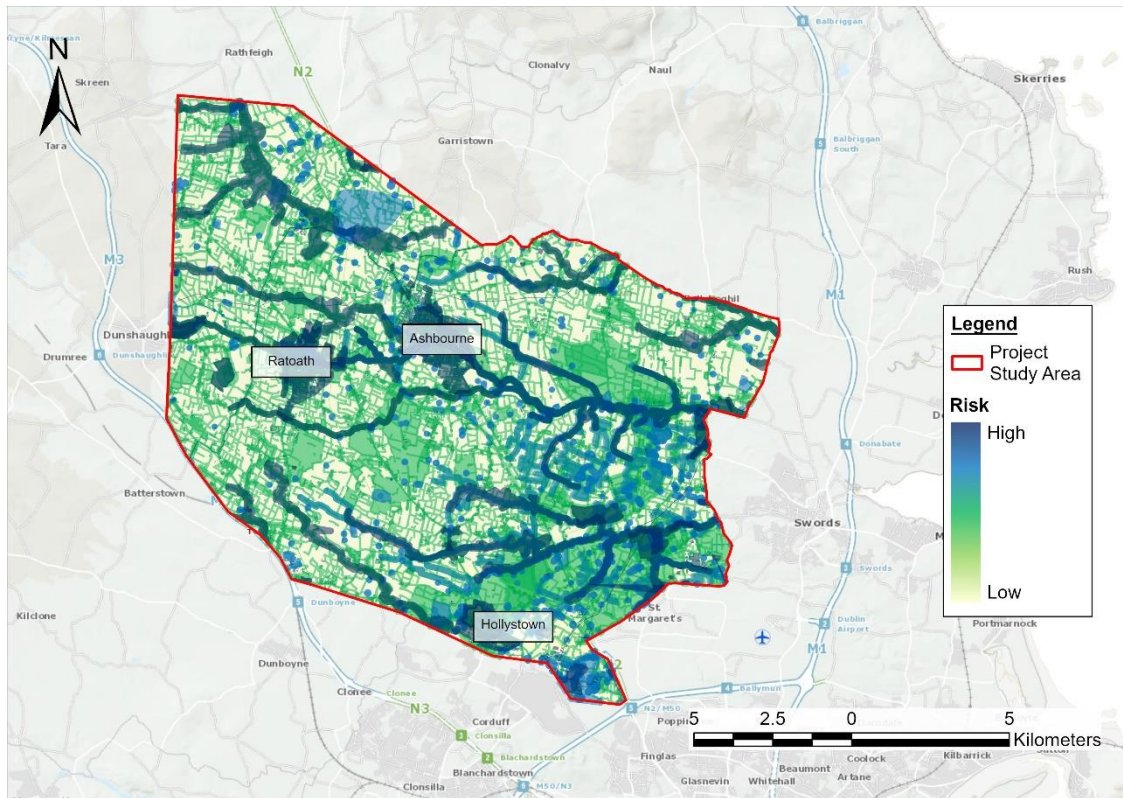 Balbriggan
Gyne/Kilmessan
Rathfeigh
N
Clonalvy
Naul
N2
Skreen
Skerries
Tara
Garristown
Balbriggan
South
M3
Rush
M1
Dunshaughlin
Drumree
Dunshaughlin
Ashbourne
Ratoath
Legend
Project
Study Area
Risk
High
Low
Donabate
Batterstown
Swords
Swords
Kilclone
Dunboyne
Hollystown
St
Margaret's
Dublin
Airport
Portmarnock
M1
Dunboyne
Clonee
Clonee
N3
Ballymun
N2/M50
Corduff
Clonsilla
Blanchardstown
Finglas
Blanchardstown
Clonsilla
M50/N3
Glasnevin
Whitehall
Beaumont
Artane
Coolock
Kilbarrick
5
2.5
0
5
Kilometers